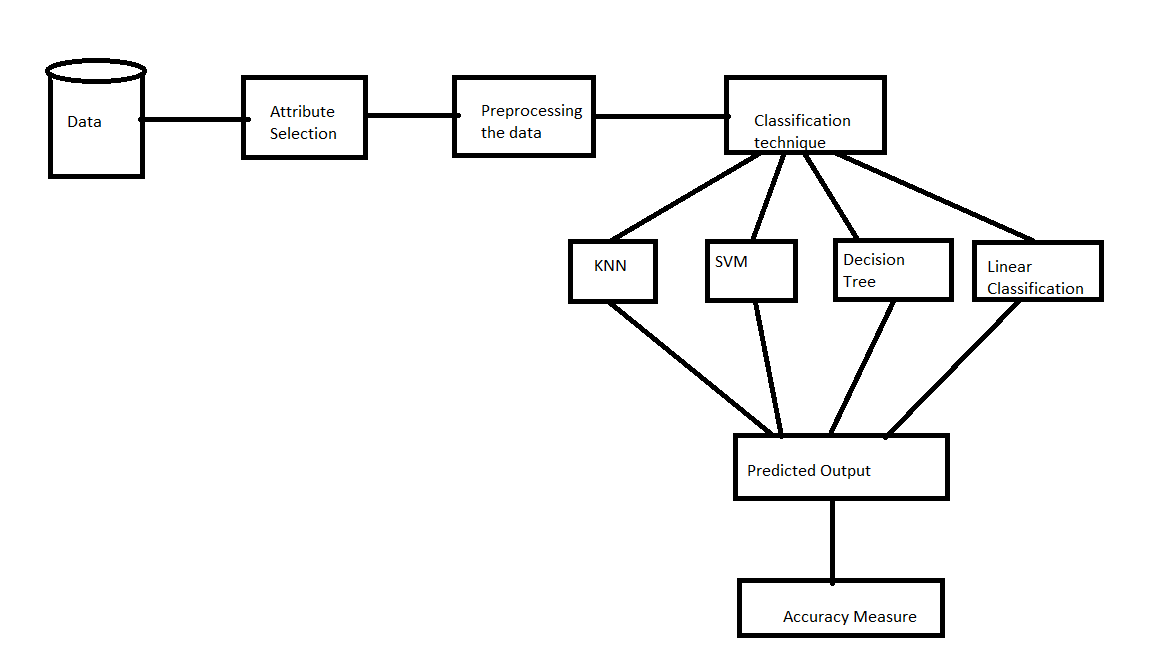 Data
Attribute
Selection
Preprocessing
the data
Classification
technique
KNN
SVM
Decision
Tree
Linear
Classification
Predicted Output
Accuracy Measure